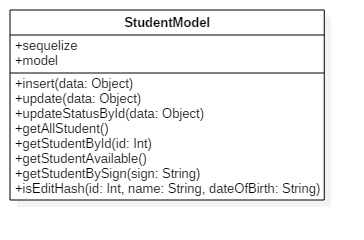 StudentModel
+sequelize
+model
+insert(data: Object)
+update(data: Object)
+updateStatusById(data: Object)
+getAllStudent()
+getStudentById(id: Int)
+getStudentAvailable()
+getStudentBySign(sign: String)
+isEditHash(id: Int, name: String, dateOfBirth: String)